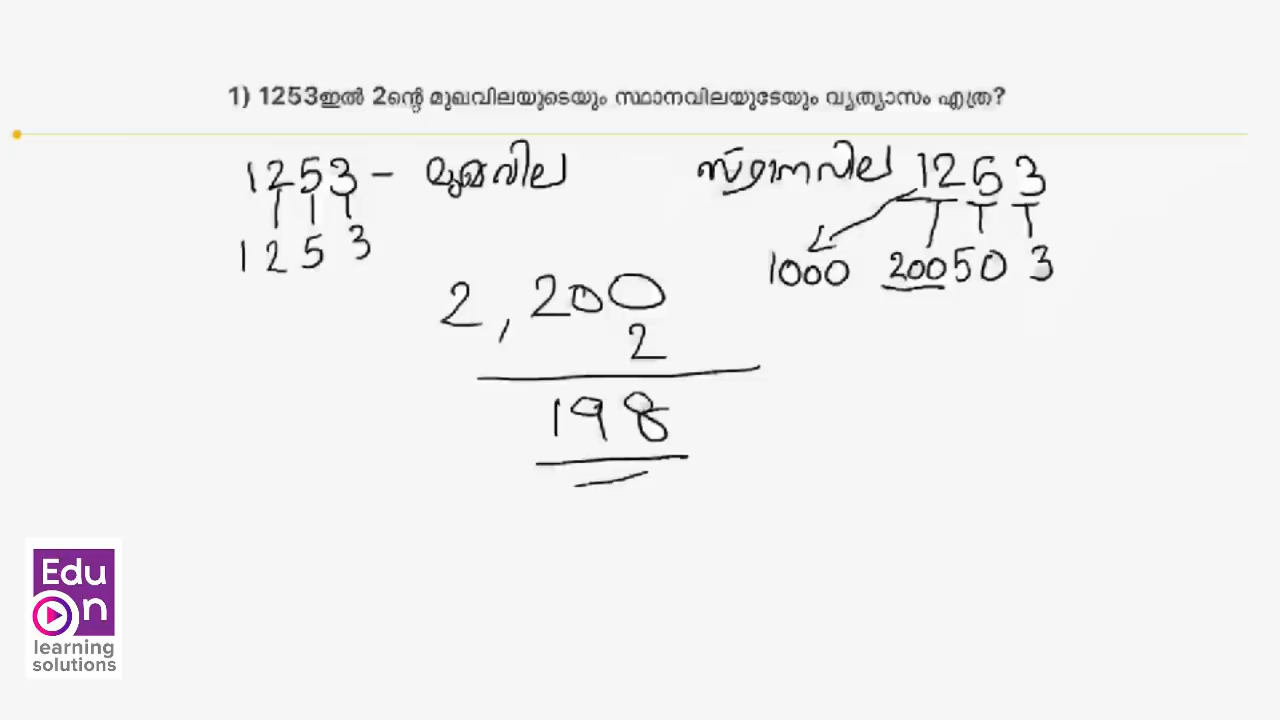 1) 1253ഇൽ 2ന്റെ മുഖവിലയുടെയും സ്ഥാനവിലയുടേയും വ്യത്യാസം എത്ര?
1253 - മുഖവില
1 2 5 3
സ്ഥാനവില 1253
1000 200 50 3
2, 200
2
198
Edu
On
learning
solutions